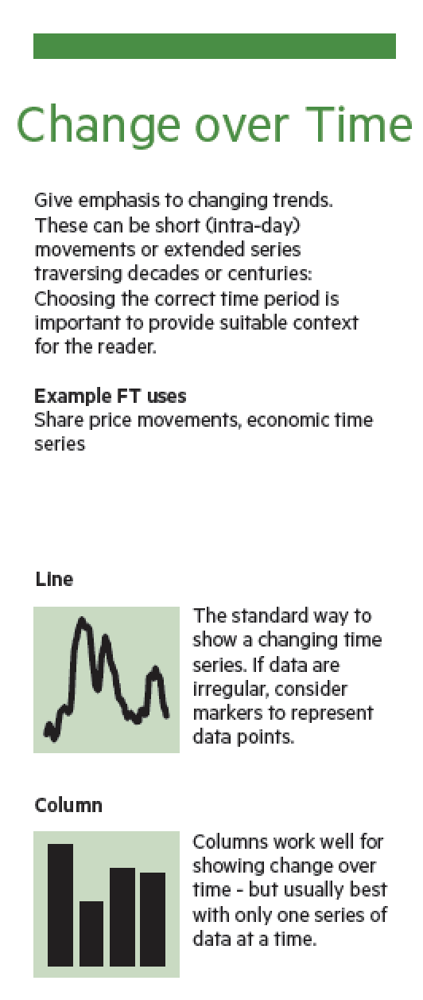 Change over Time
Give emphasis to changing trends.
These can be short (intra-day)
movements or extended series
traversing decades or centuries:
Choosing the correct time period is
important to provide suitable context
for the reader.
Example FT uses
Share price movements, economic time
series
Line
The standard way to
show a changing time
series. If data are
irregular, consider
markers to represent
data points.
Column
Columns work well for
showing change over
time - but usually best
with only one series of
data at a time.